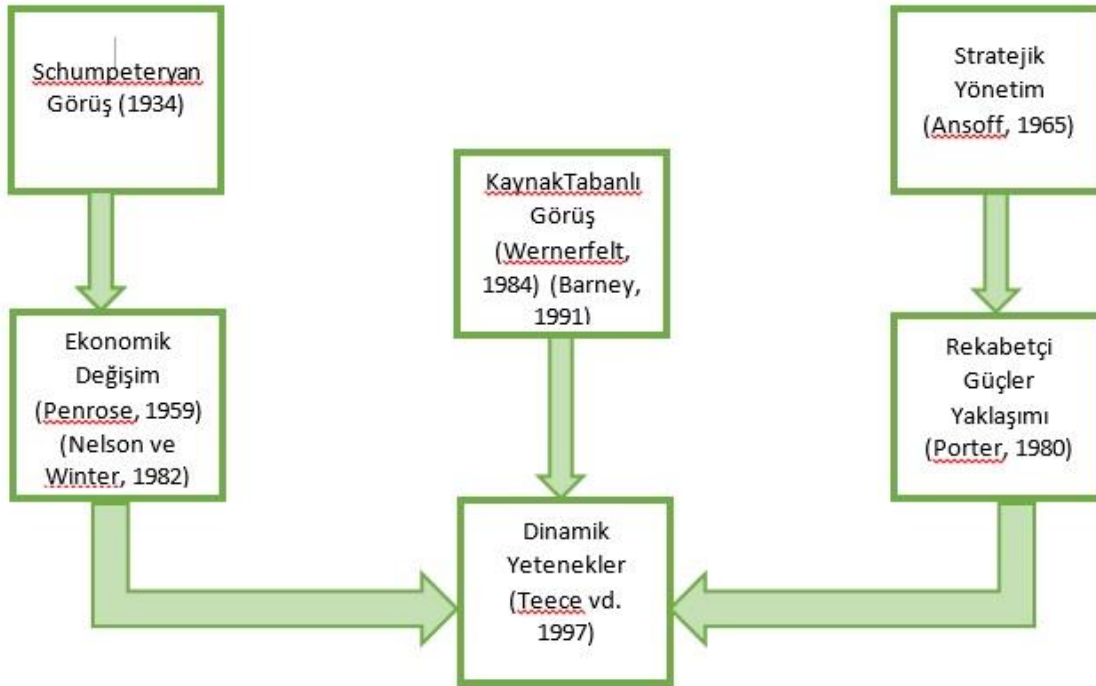 Schumpeteryan
Görüş (1934)
Stratejik
Yönetim
(Ansoff, 1965)
KaynakTabanlı
Görüş
(Wernerfelt,
1984) (Barney,
1991)
Ekonomik
Değişim
(Penrose, 1959)
(Nelson ve
Winter, 1982)
Rekabetçi
Güçler
Yaklaşımı
(Porter, 1980)
Dinamik
Yetenekler
(Teece vd.
1997)